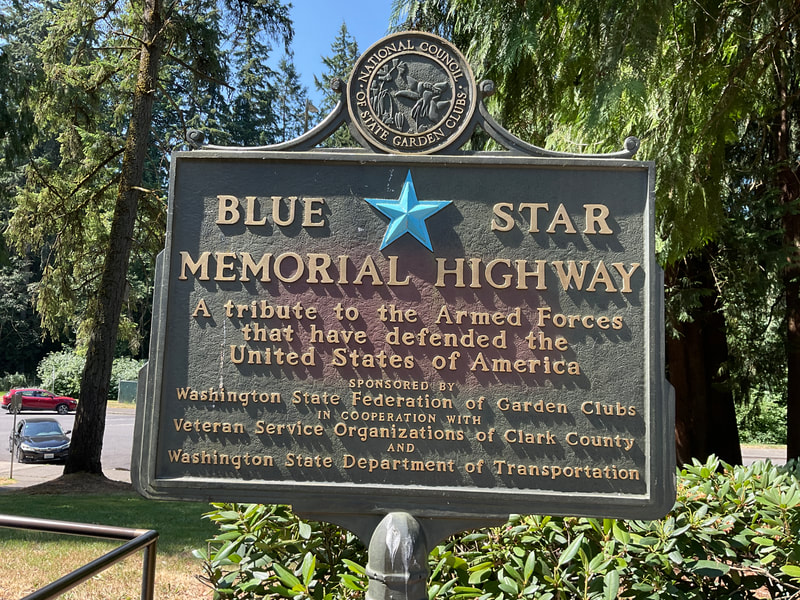 NATIONAL COUNCIL
OF STATE GARDEN CLUBS
BLUE STAR
MEMORIAL HIGHWAY
A tribute to the Armed Forces
that have defended the
United States of America
SPONSORED BY
Washington State Federation of Garden Clubs
IN COOPERATION WITH
Veteran Service Organizations of Clark County
AND
Washington State Department of Transportation